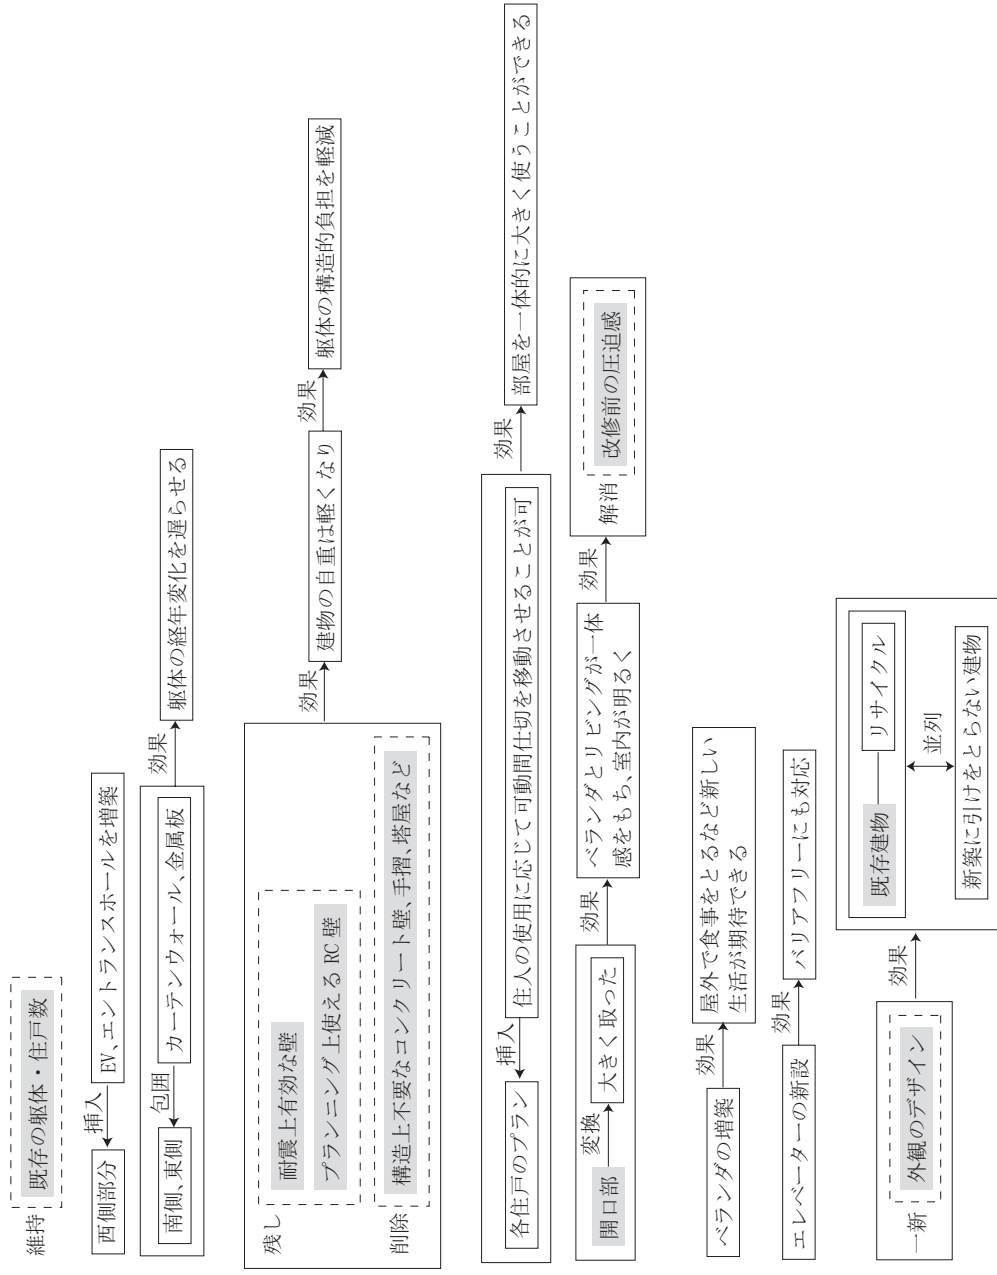 維持
既存の躯体・住戸数
西側部分
挿入
EV、エントランスホールを増築
南側、東側
包囲
カーテンウォール、金属板
効果
躯体の経年変化を遅らせる
残し
耐震上有効な壁
プランニング上使える RC 壁
削除
構造上不要なコンクリート壁、手摺、塔屋など
効果
建物の自重は軽くなり
効果
躯体の構造的負担を軽減
各住戸のプラン
挿入
住人の使用に応じて可動間仕切を移動させることが可
効果
部屋を一体的に大きく使うことができる
開口部
変換
大きく取った
効果
ベランダとリビングが一体
感をもち、室内が明るく
効果
解消
改修前の圧迫感
ベランダの増築
効果
屋外で食事をとるなど新しい
生活が期待できる
エレベーターの新設
効果
バリアフリーにも対応
一新
外観のデザイン
効果
既存建物
リサイクル
並列
新築に引けをとらない建物